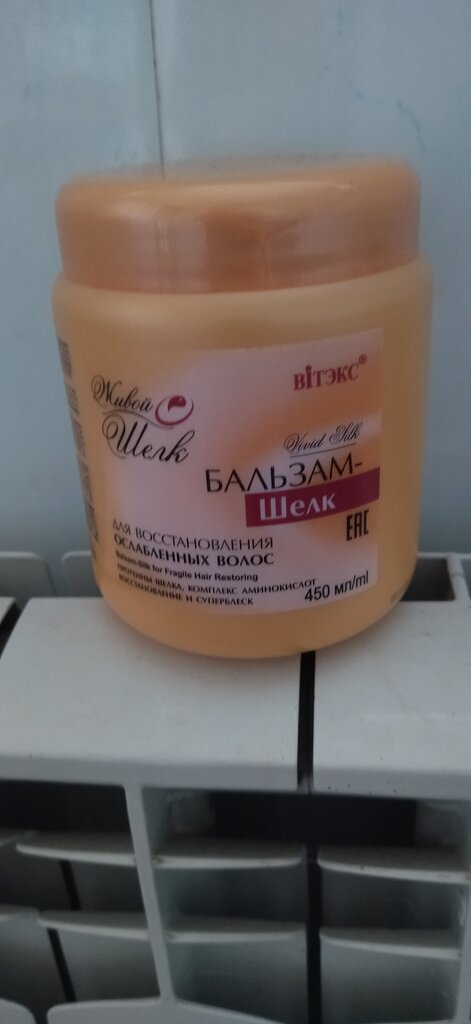 ВІТЭКС®
Живой
Шелк
Vivid Silk
БАЛЬЗАМ-
Шелк
ДЛЯ ВОССТАНОВЛЕНИЯ
ОСЛАБЛЕННЫХ ВОЛОС
EAC
Balsam-Silk for Fragile Hair Restoring
ПРОТЕИНЫ ШЕЛКА, КОМПЛЕКС АМИНОКИСЛОТ
ВОССТАНОВЛЕНИЕ И СУПЕРБЛЕСК
450 мл/ml